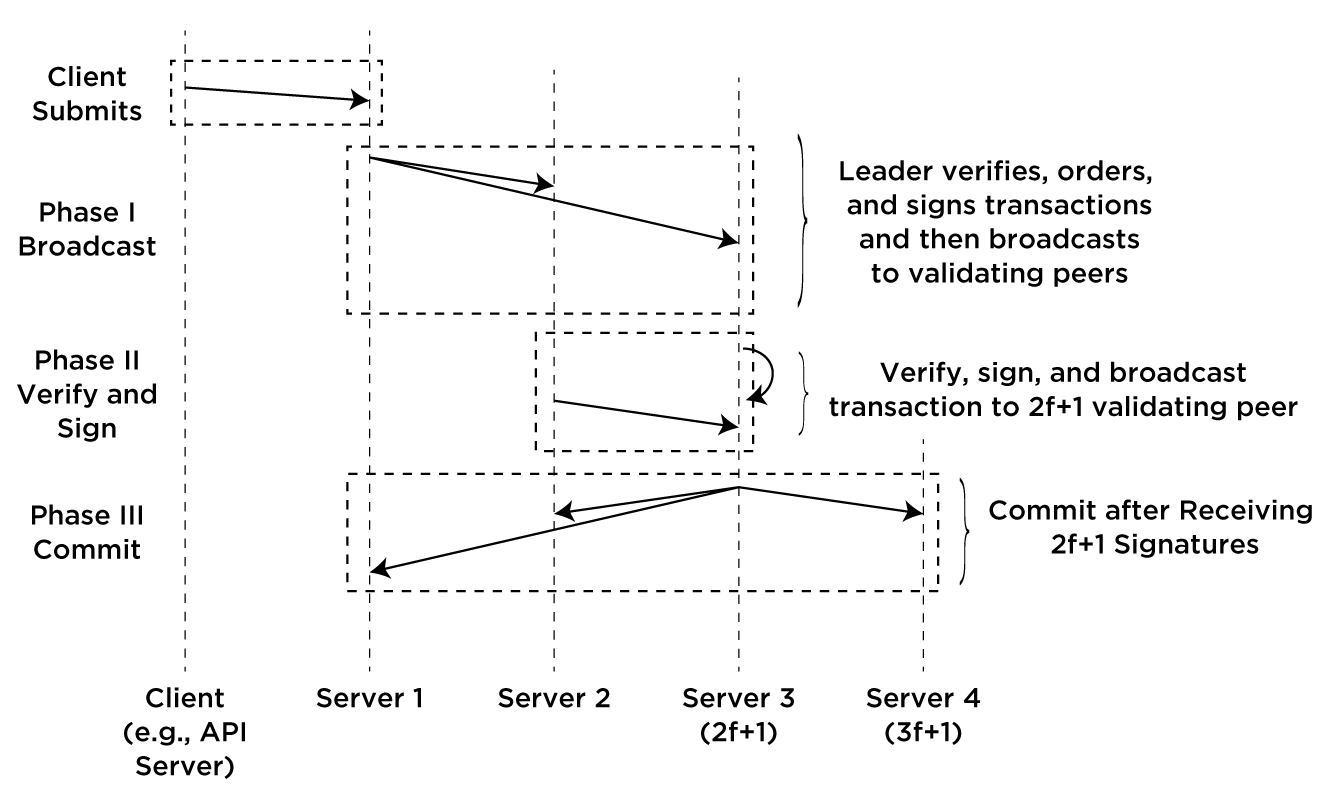 Client
Submits
Phase I
Broadcast
Leader verifies, orders,
and signs transactions
and then broadcasts
to validating peers
Phase II
Verify and
Sign
Verify, sign, and broadcast
transaction to 2f+1 validating peer
Phase III
Commit
Commit after Receiving
2f+1 Signatures
Client
(e.g., API
Server)
Server 1
Server 2
Server 3
(2f+1)
Server 4
(3f+1)